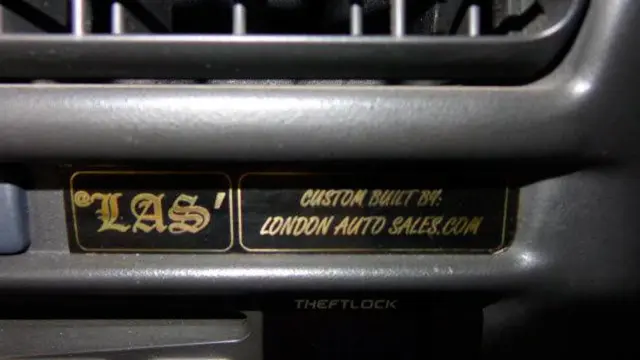 @"LAS'
CUSTOM BUILT BY:
LONDON AUTO SALES.COM
THEFTLOCK